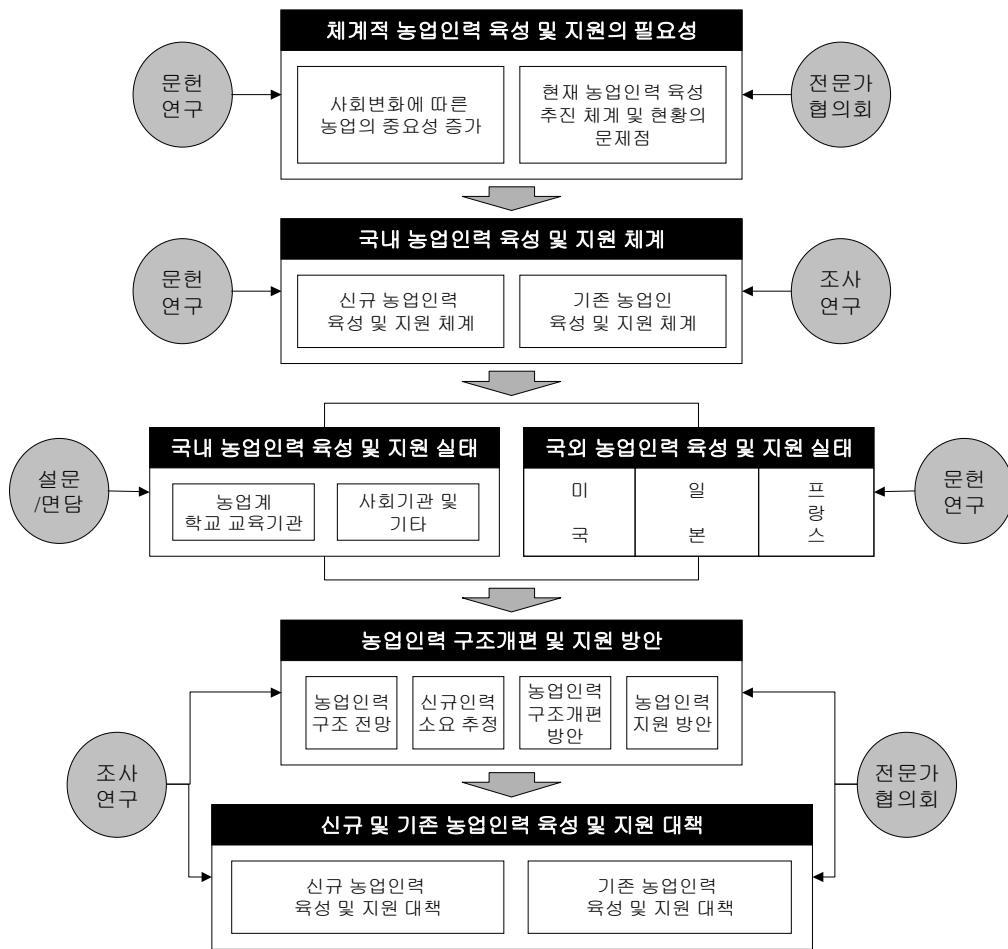 체계적 농업인력 육성 및 지원의 필요성
문헌
연구
사회변화에 따른
농업의 중요성 증가
현재 농업인력 육성
추진 체계 및 현황의
문제점
전문가
협의회
국내 농업인력 육성 및 지원 체계
문헌
연구
신규 농업인력
육성 및 지원 체계
기존 농업인
육성 및 지원 체계
조사
연구
국내 농업인력 육성 및 지원 실태
설문
/면담
농업계
학교 교육기관
사회기관 및
기타
국외 농업인력 육성 및 지원 실태
미국
일본
프랑스
문헌
연구
농업인력 구조개편 및 지원 방안
농업인력
구조 전망
신규인력
소요 추정
농업인력
구조개편
방안
농업인력
지원 방안
조사
연구
전문가
협의회
신규 및 기존 농업인력 육성 및 지원 대책
신규 농업인력
육성 및 지원 대책
기존 농업인력
육성 및 지원 대책